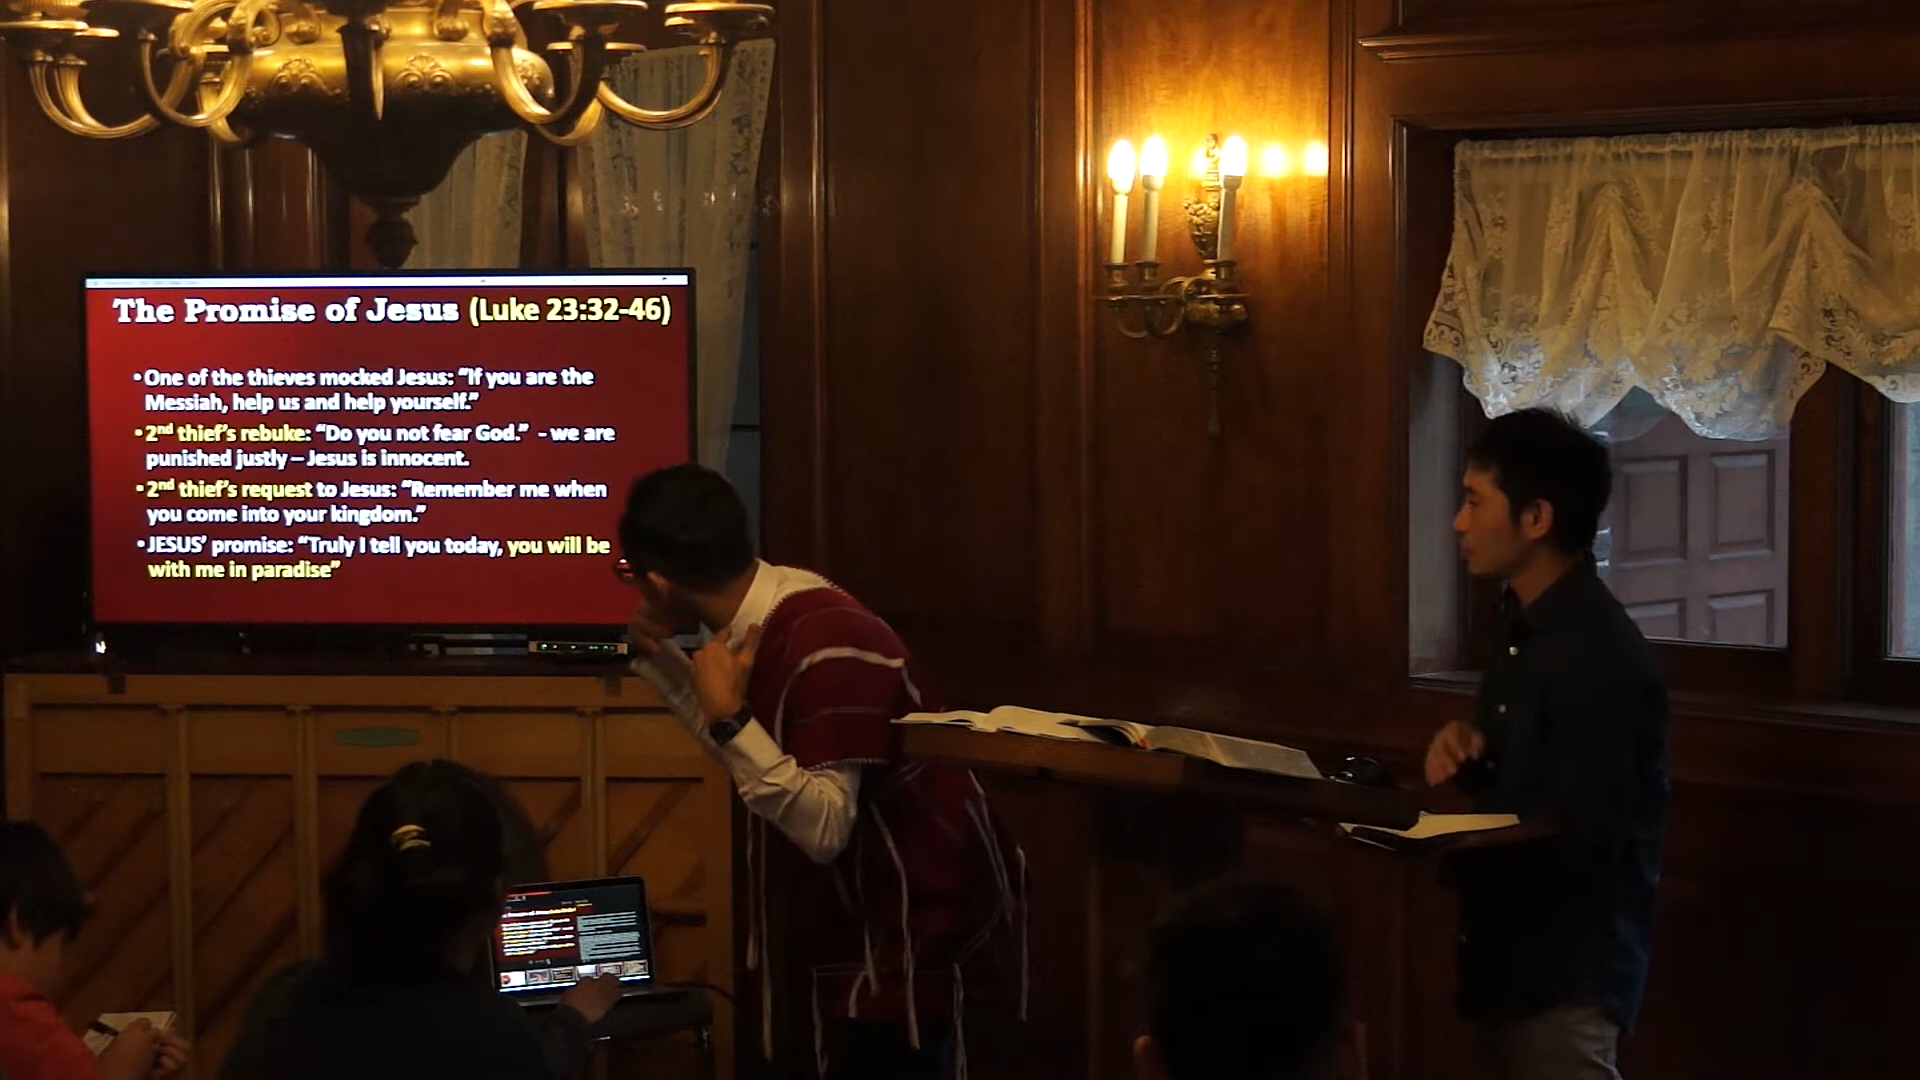 The Promise of Jesus (Luke 23:32-46)
•One of the thieves mocked Jesus: “If you are the
Messiah, help us and help yourself.”
•2nd thief’s rebuke: “Do you not fear God.” - we are
punished justly – Jesus is innocent.
•2nd thief’s request to Jesus: “Remember me when
you come into your kingdom.”
•JESUS’ promise: “Truly I tell you today, you will be
with me in paradise”